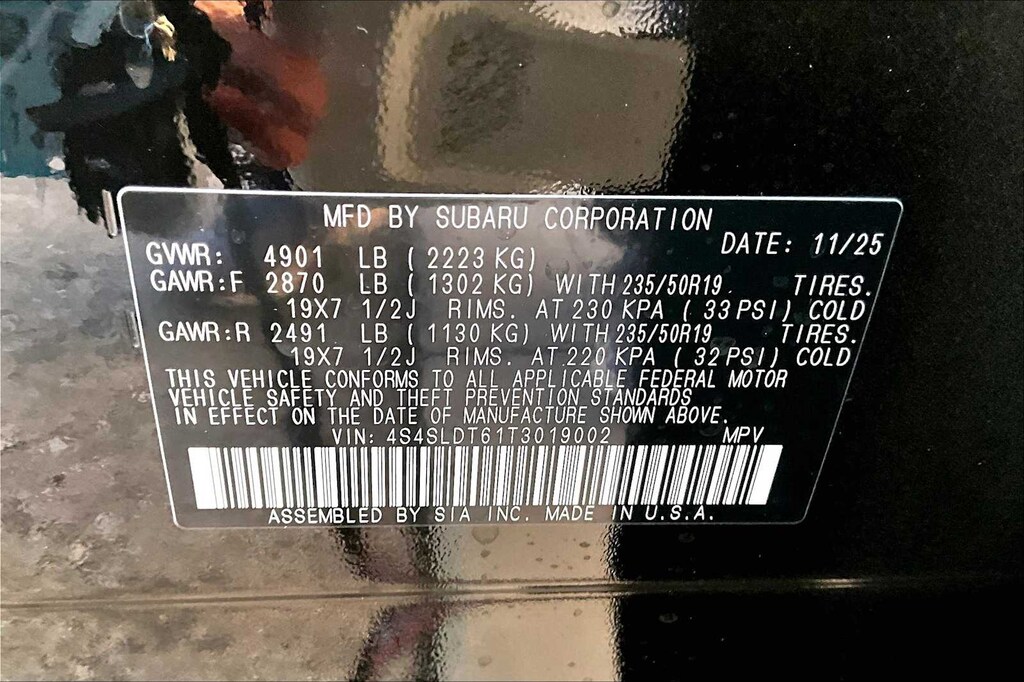 MFD BY SUBARU CORPORATION
DATE: 11/25
GVWR: 4901 LB ( 2223 KG)
GAWR:F 2870 LB ( 1302 KG) WITH 235/50R19. TIRES.
19X7 1/2J RIMS. AT 230 KPA ( 33 PSI) COLD
GAWR:R 2491 LB ( 1130 KG) WITH 235/50R19 TIRES.
19X7 1/2J RIMS. AT 220 KPA ( 32 PSI) COLD
THIS VEHICLE CONFORMS TO ALL APPLICABLE FEDERAL MOTOR
VEHICLE SAFETY AND THEFT PREVENTION STANDARDS
IN EFFECT ON THE DATE OF MANUFACTURE SHOWN ABOVE.
VIN: 4S4SLDT61T3019002 MPV
ASSEMBLED BY SIA INC. MADE IN U.S.A.